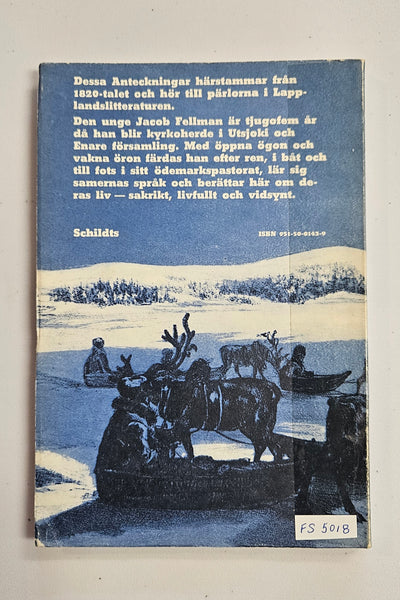 Dessa Anteckningar härstammar från
1820-talet och hör till pärlorna i Lapp-
landslitteraturen.
Den unge Jacob Fellman är tjugofem år
då han blir kyrkoherde i Utsjoki och
Enare församling. Med öppna ögon och
vakna öron färdas han efter ren, i båt och
till fots i sitt ödemarkspastorat, lär sig
samernas språk och berättar här om de-
ras liv — sakrikt, livfullt och vidsynt.
Schildts
ISBN 951-50-0143-9
FS 5018